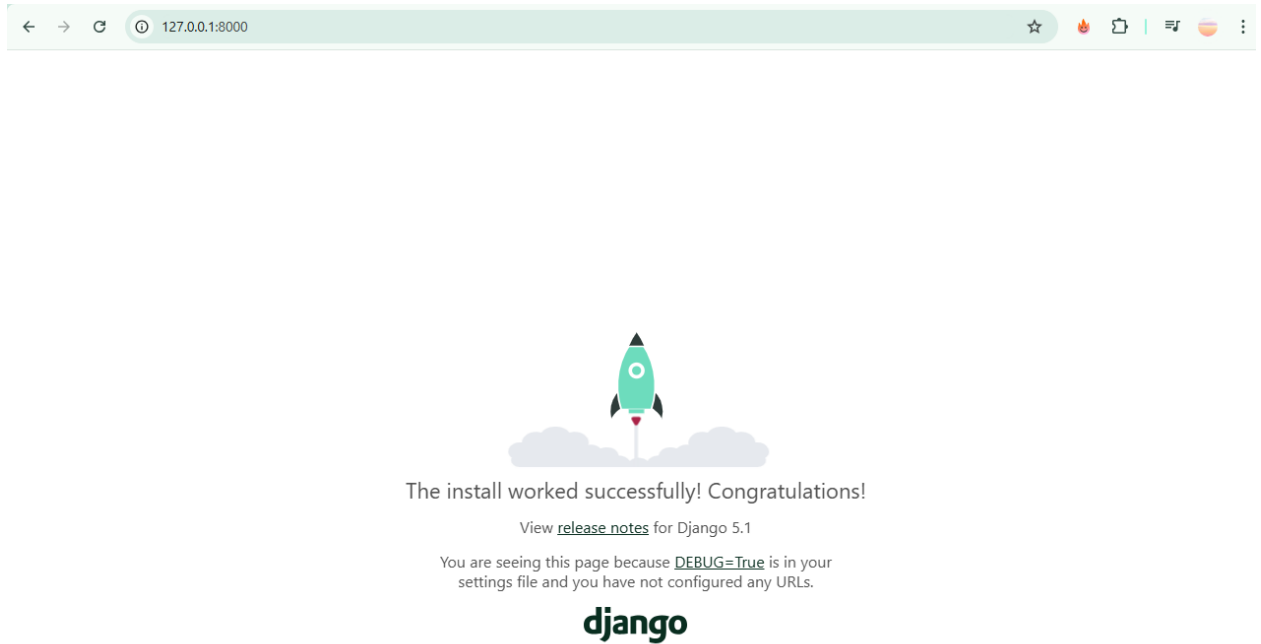 127.0.0.1:8000
The install worked successfully! Congratulations!
View release notes for Django 5.1
You are seeing this page because DEBUG=True is in your
settings file and you have not configured any URLs.
django